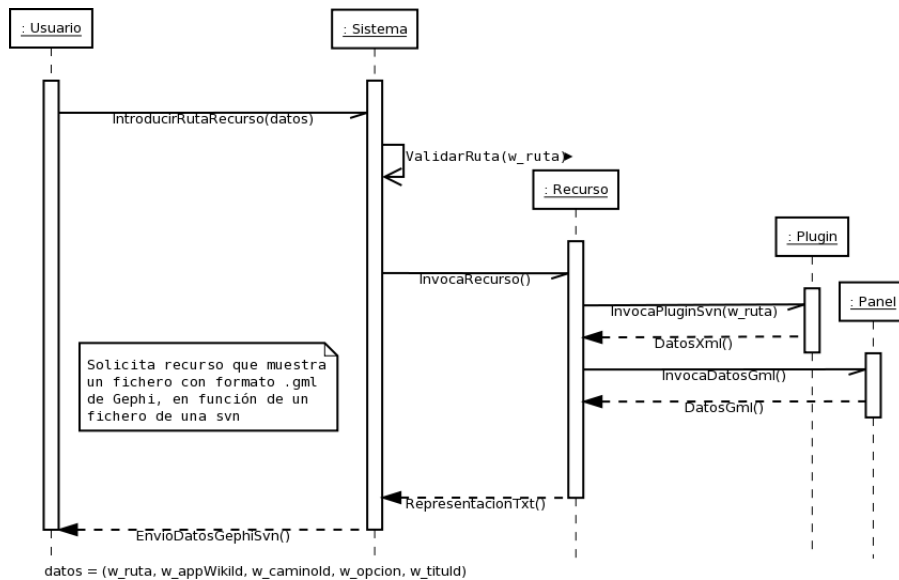 : Usuario
: Sistema
IntroducirRutaRecurso(datos)
ValidarRuta(w_ruta)
: Recurso
: Plugin
InvocaRecurso()
: Panel
InvocaPluginSvn(w_ruta)
DatosXml()
Solicita recurso que muestra
un fichero con formato .gml
de Gephi, en función de un
fichero de una svn
InvocaDatosGml()
DatosGml()
RepresentacionTxt()
EnvioDatosGephiSvn()
datos = (w_ruta, w_appWikiId, w_caminoId, w_opcion, w_tituId)